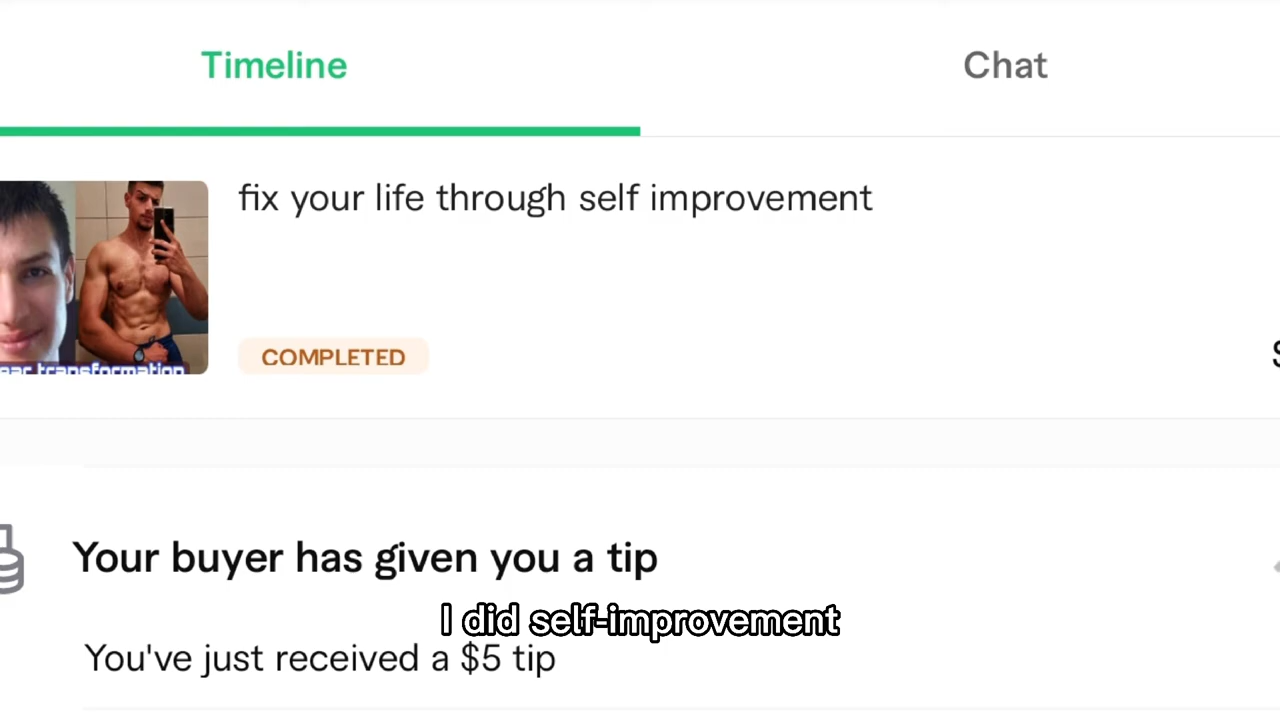 Timeline
Chat
fix your life through self improvement
COMPLETED
transformation
Your buyer has given you a tip
I did self-improvement
You've just received a $5 tip